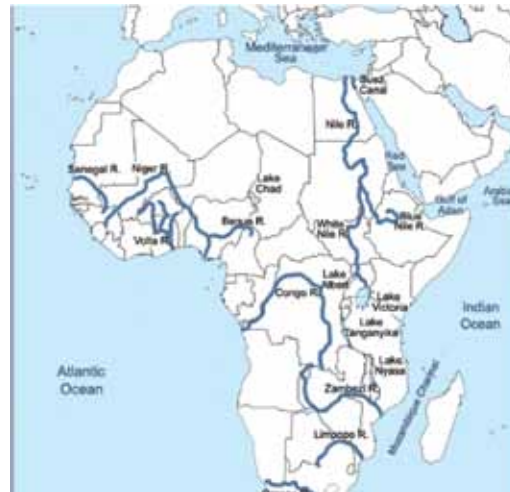 Mediterranean
Sea
Suez
Canal
Nile R.
Red
Sea
Senegal R.
Niger R.
Lake
Chad
Gulf of
Aden
Benue R.
White
Nile R.
Blue
Nile R.
Volta R.
Lake
Albert
Congo R.
Lake
Victoria
Indian
Ocean
Lake
Tanganyika
Atlantic
Ocean
Lake
Nyasa
Zambezi R.
Mozambique Channel
Limpopo R.